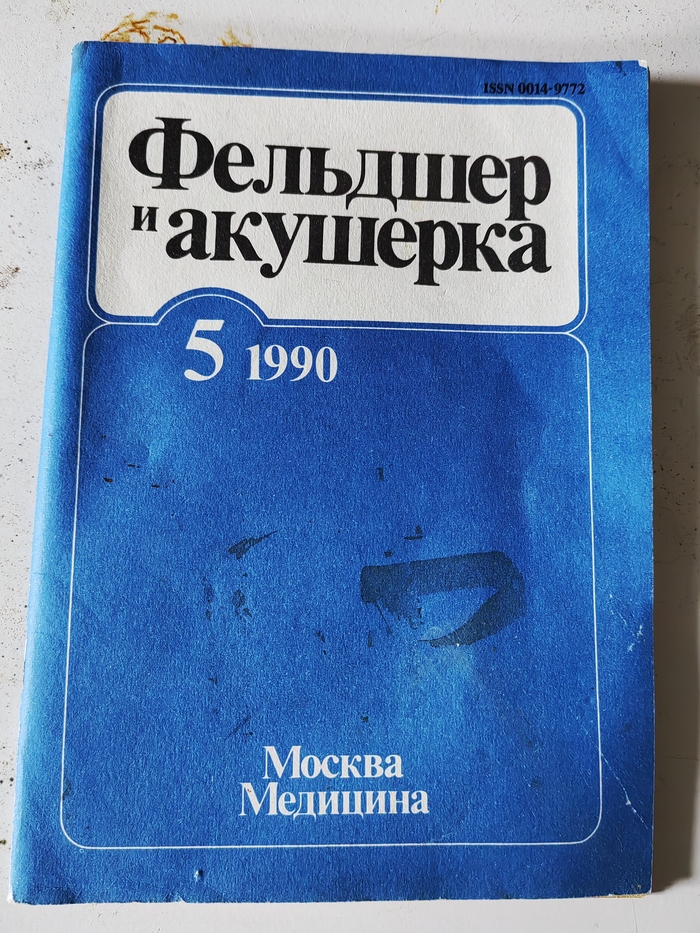 ISSN 0014-9772
Фельдшер
и акушерка
5 1990
Москва
Медицина